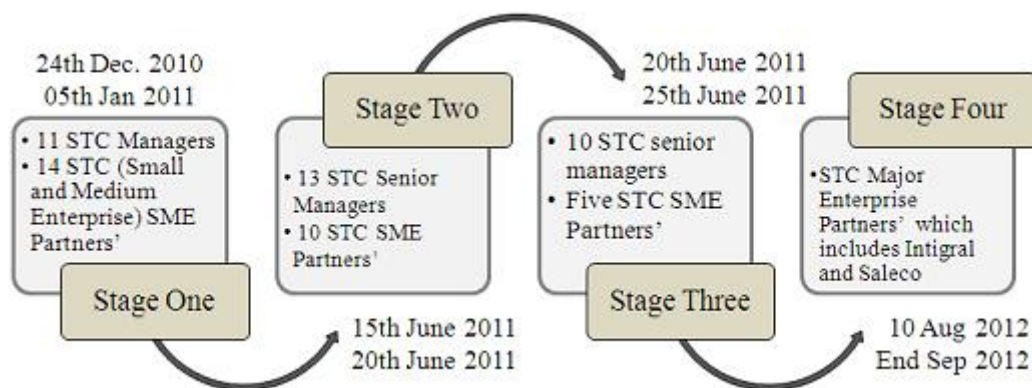 24th Dec. 2010
05th Jan 2011
• 11 STC Managers
• 14 STC (Small
and Medium
Enterprise) SME
Partners’
Stage One
Stage Two
• 13 STC Senior
Managers
• 10 STC SME
Partners’
15th June 2011
20th June 2011
20th June 2011
25th June 2011
• 10 STC senior
managers
• Five STC SME
Partners’
Stage Three
Stage Four
•STC Major
Enterprise
Partners’ which
includes Intigral
and Saleco
10 Aug 2012
End Sep 2012